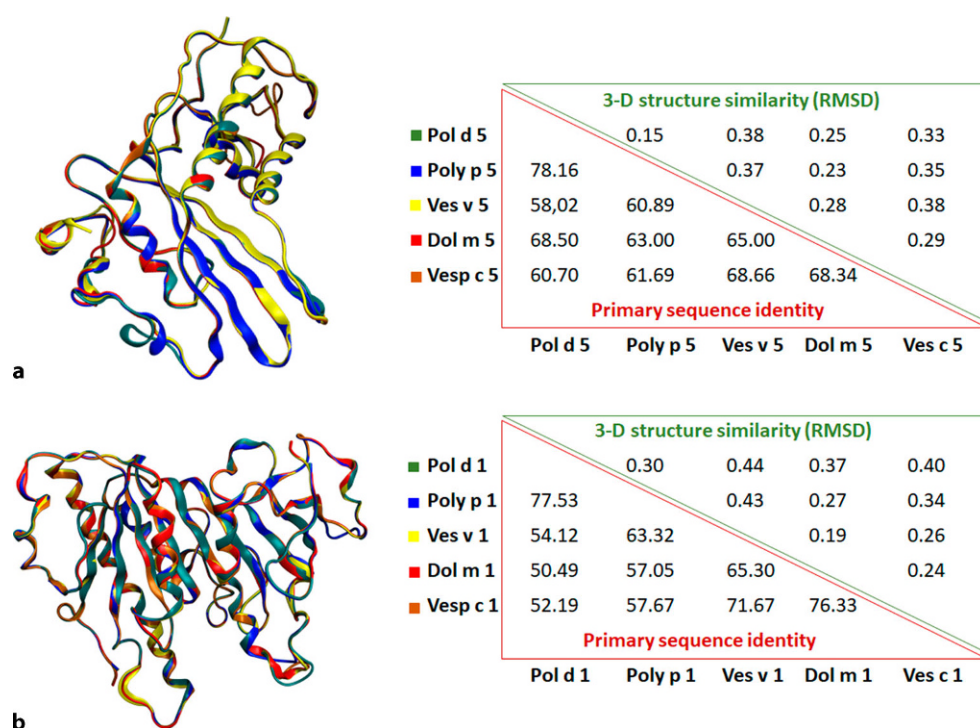 a
3-D structure similarity (RMSD)
Pol d 5 0.15 0.38 0.25 0.33
Poly p 5 78.16 0.37 0.23 0.35
Ves v 5 58,02 60.89 0.28 0.38
Dol m 5 68.50 63.00 65.00 0.29
Vesp c 5 60.70 61.69 68.66 68.34
Primary sequence identity
Pol d 5 Poly p 5 Ves v 5 Dol m 5 Ves c 5
b
3-D structure similarity (RMSD)
Pol d 1 0.30 0.44 0.37 0.40
Poly p 1 77.53 0.43 0.27 0.34
Ves v 1 54.12 63.32 0.19 0.26
Dol m 1 50.49 57.05 65.30 0.24
Vesp c 1 52.19 57.67 71.67 76.33
Primary sequence identity
Pol d 1 Poly p 1 Ves v 1 Dol m 1 Ves c 1